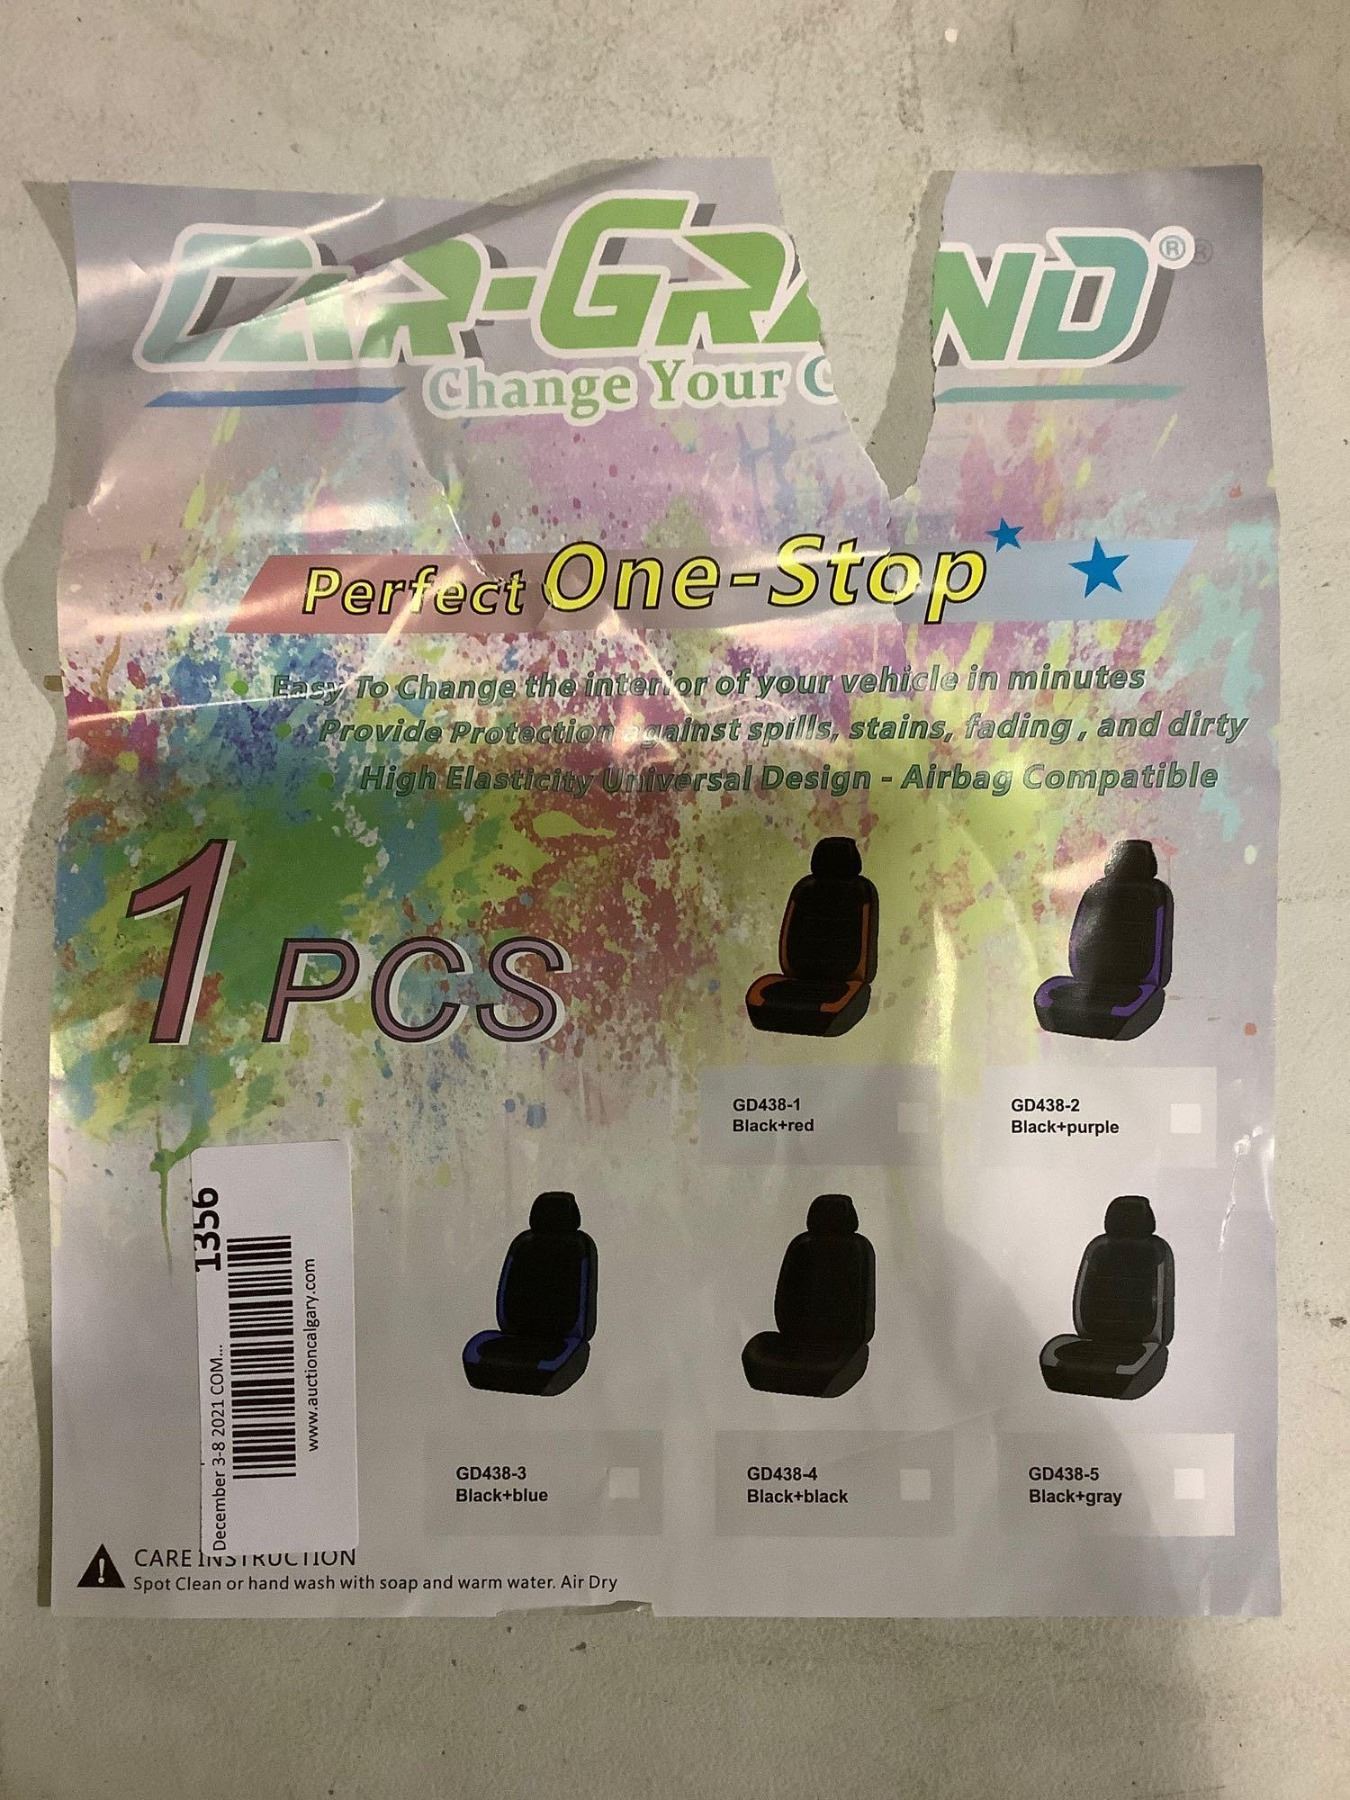 CAR-GRAND®
Change Your
Perfect One-Stop
Easy To Change the interior of your vehicle in minutes
Provide Protection against spills, stains, fading, and dirty
High Elasticity Universal Design - Airbag Compatible
1 PCS
GD438-1
Black+red
GD438-2
Black+purple
1356
December 3-8 2021 COM...
www.auctioncalgary.com
GD438-3
Black+blue
GD438-4
Black+black
GD438-5
Black+gray
CARE INSTRUCTION
Spot Clean or hand wash with soap and warm water. Air Dry